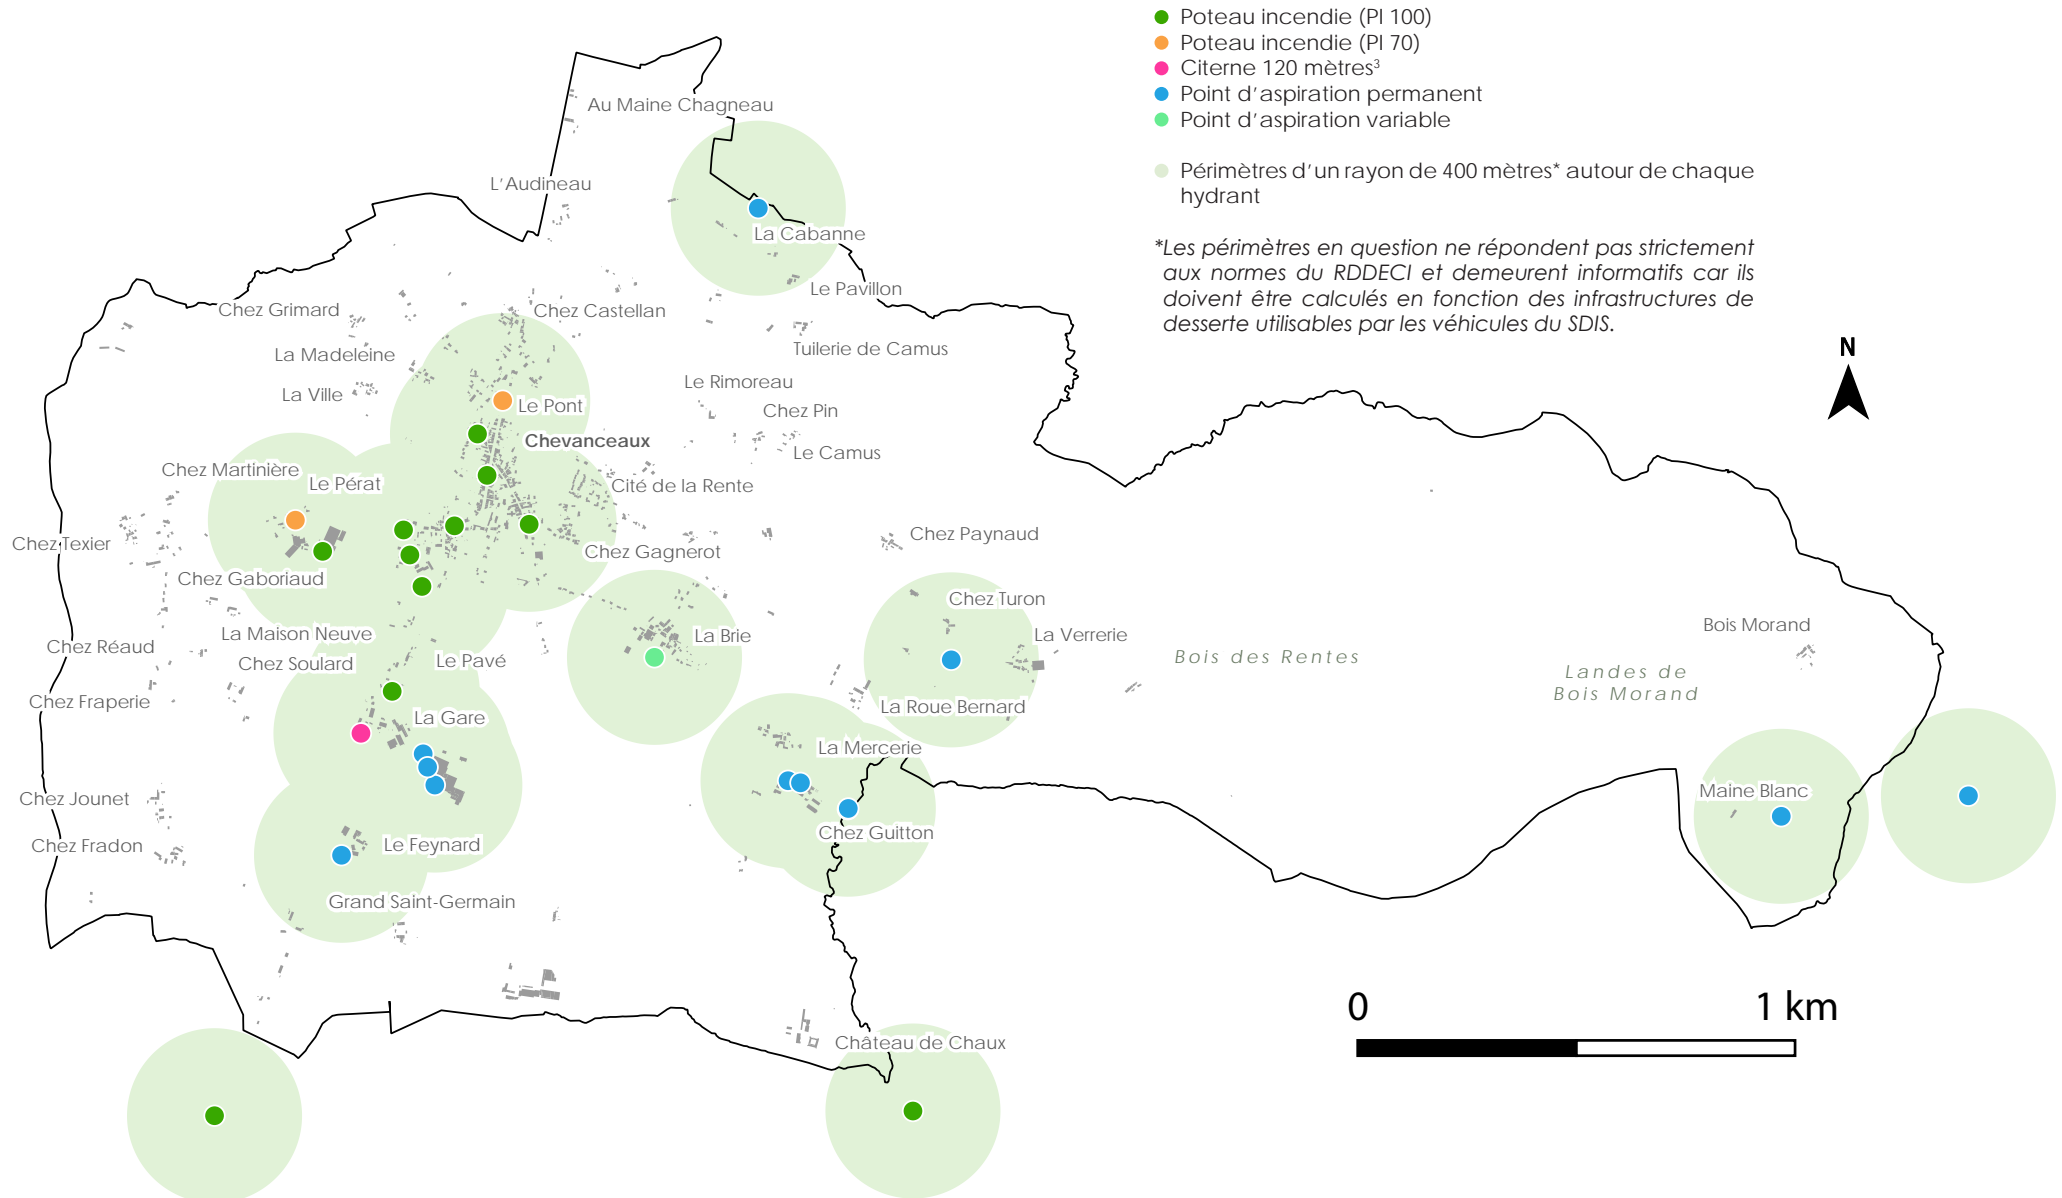 Poteau incendie (PI 100)
Poteau incendie (PI 70)
Citerne 120 mètres³
Point d'aspiration permanent
Point d'aspiration variable
Périmètres d'un rayon de 400 mètres* autour de chaque
hydrant
*Les périmètres en question ne répondent pas strictement
aux normes du RDDECI et demeurent informatifs car ils
doivent être calculés en fonction des infrastructures de
desserte utilisables par les véhicules du SDIS.
N
Au Maine Chagneau
L'Audineau
La Cabanne
Le Pavillon
Chez Grimard
Chez Castellan
La Madeleine
Tuilerie de Camus
La Ville
Le Rimoreau
Le Pont
Chez Pin
Chevanceaux
Le Camus
Chez Martinière
Le Pérat
Cité de la Rente
Chez Texier
Chez Gagnerot
Chez Paynaud
Chez Gaboriaud
Chez Turon
La Maison Neuve
La Brie
La Verrerie
Bois Morand
Chez Réaud
Chez Soulard
Le Pavé
Bois des Rentes
Landes de
Bois Morand
Chez Fraperie
La Gare
La Roue Bernard
La Mercerie
Chez Jounet
Maine Blanc
Chez Fradon
Le Feynard
Chez Guitton
Grand Saint-Germain
Château de Chaux
0
1 km